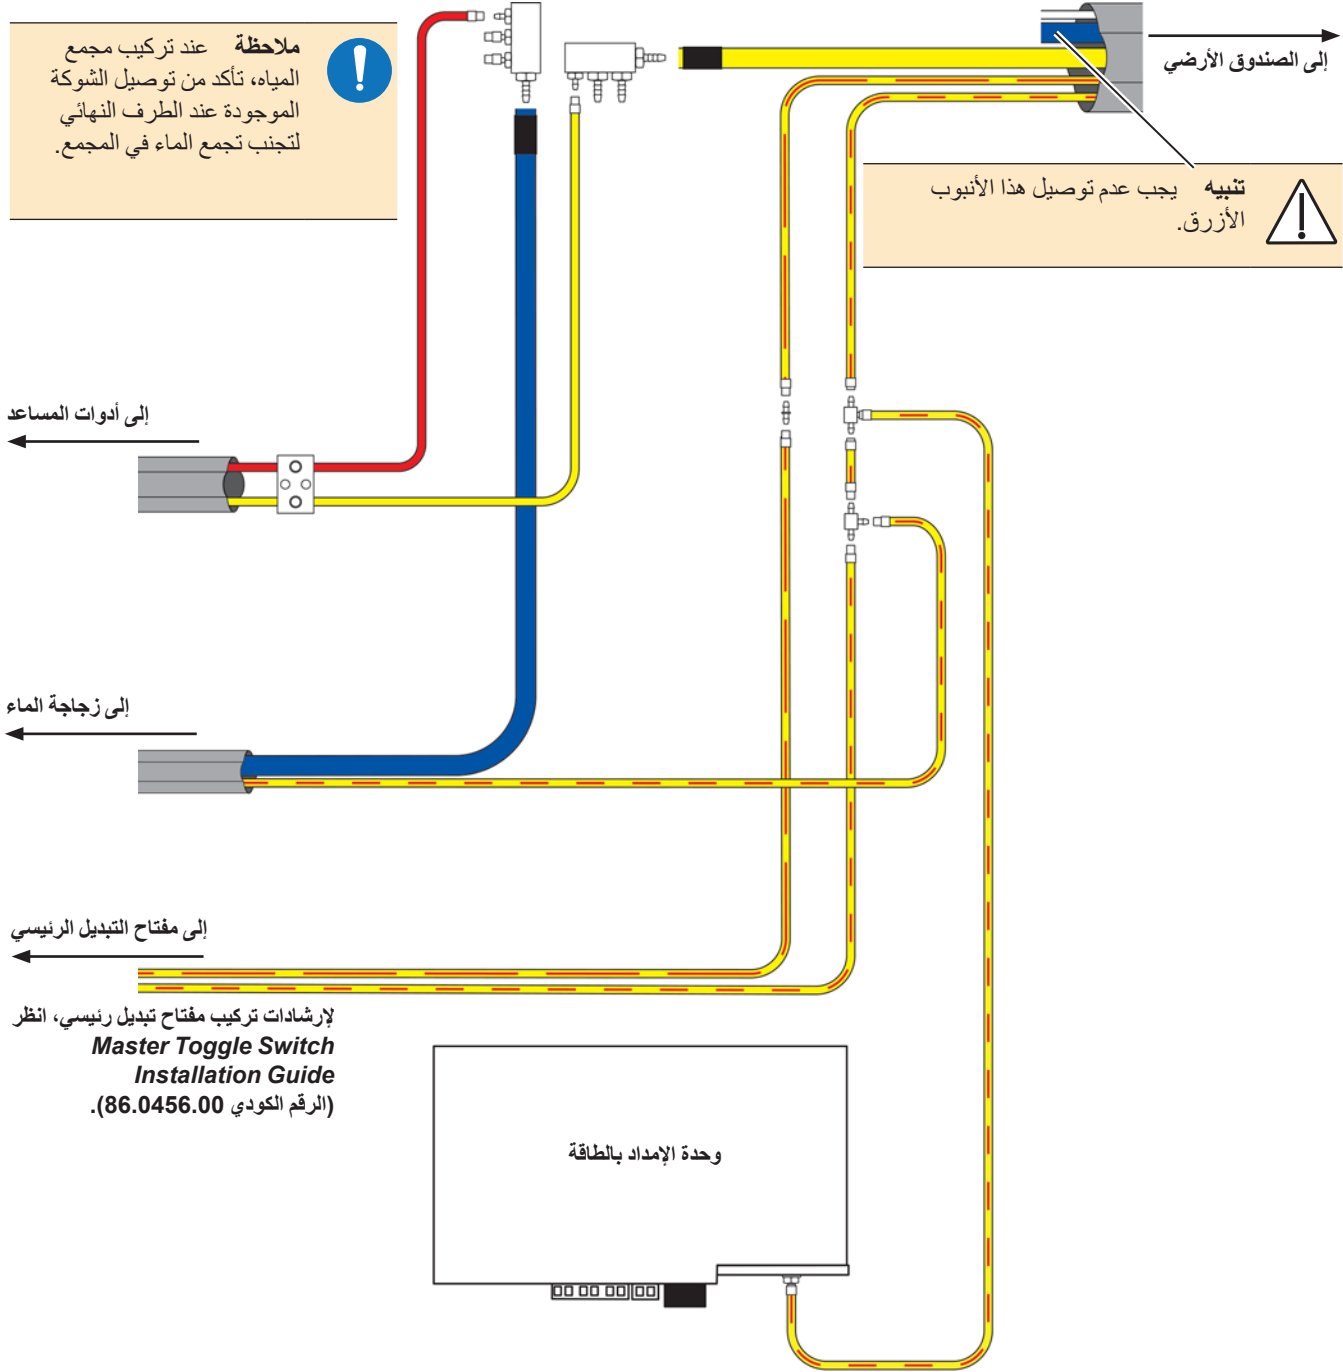 ملاحظة عند تركيب مجمع
المياه، تأكد من توصيل الشوكة
الموجودة عند الطرف النهائي
لتجنب تجمع الماء في المجمع.
إلى الصندوق الأرضي
تنبيه يجب عدم توصيل هذا الأنبوب
الأزرق.
إلى أدوات المساعد
إلى زجاجة الماء
إلى مفتاح التبديل الرئيسي
لإرشادات تركيب مفتاح تبديل رئيسي، انظر
Master Toggle Switch
Installation Guide
(الرقم الكودي 86.0456.00).
وحدة الإمداد بالطاقة